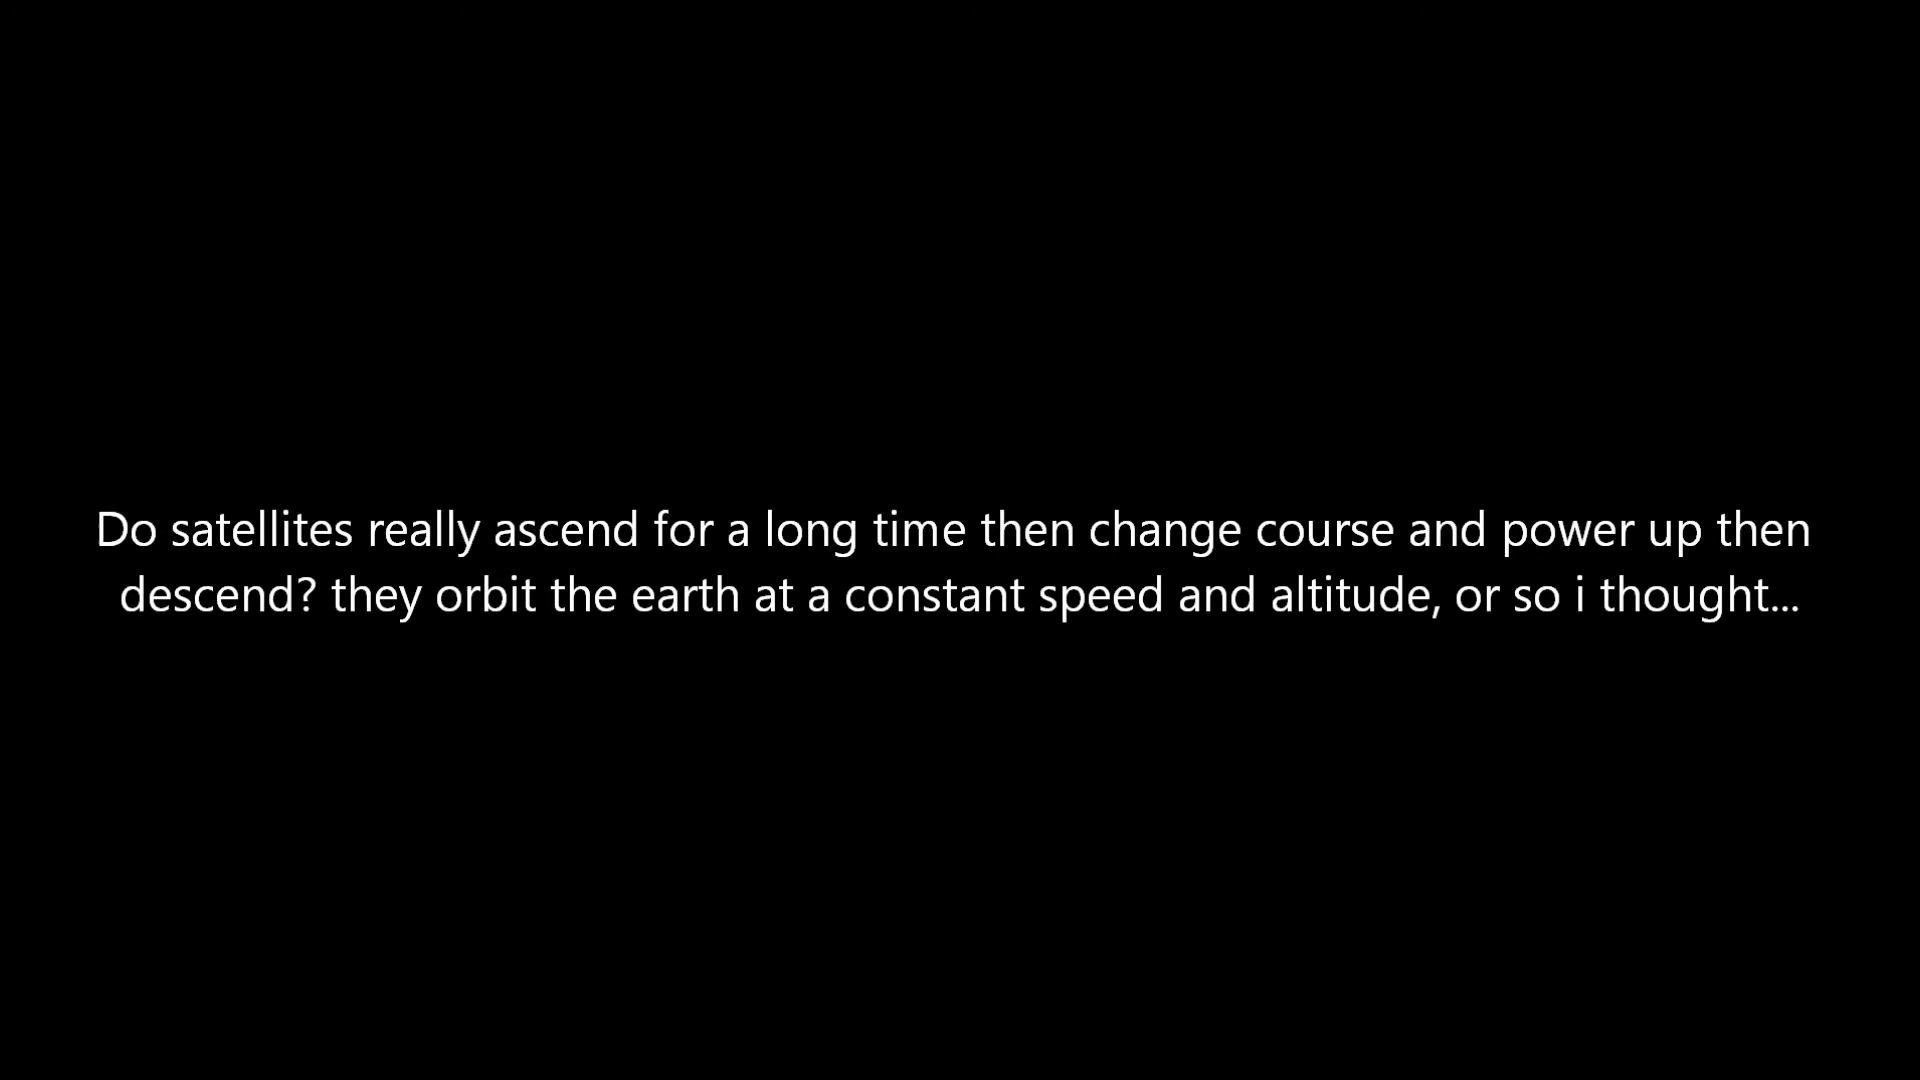 Do satellites really ascend for a long time then change course and power up then
descend? they orbit the earth at a constant speed and altitude, or so i thought...